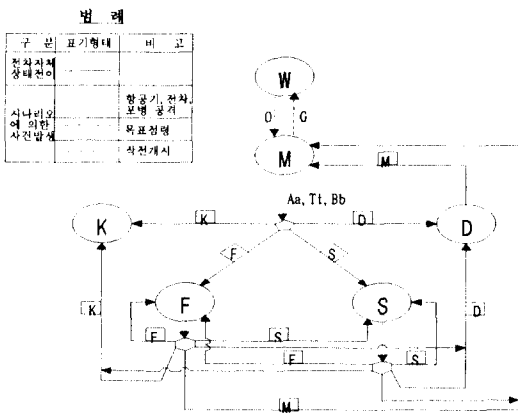 범 례
구 분 표기형태 비 고
전차자체
상태전이
시나리오
에 의한
사건발생
항공기, 전차,
포병 공격
목표점령
작전개시
W
O G
M
M
Aa, Tt, Bb
K K D D
F S
F S
K D
F S
F S
M